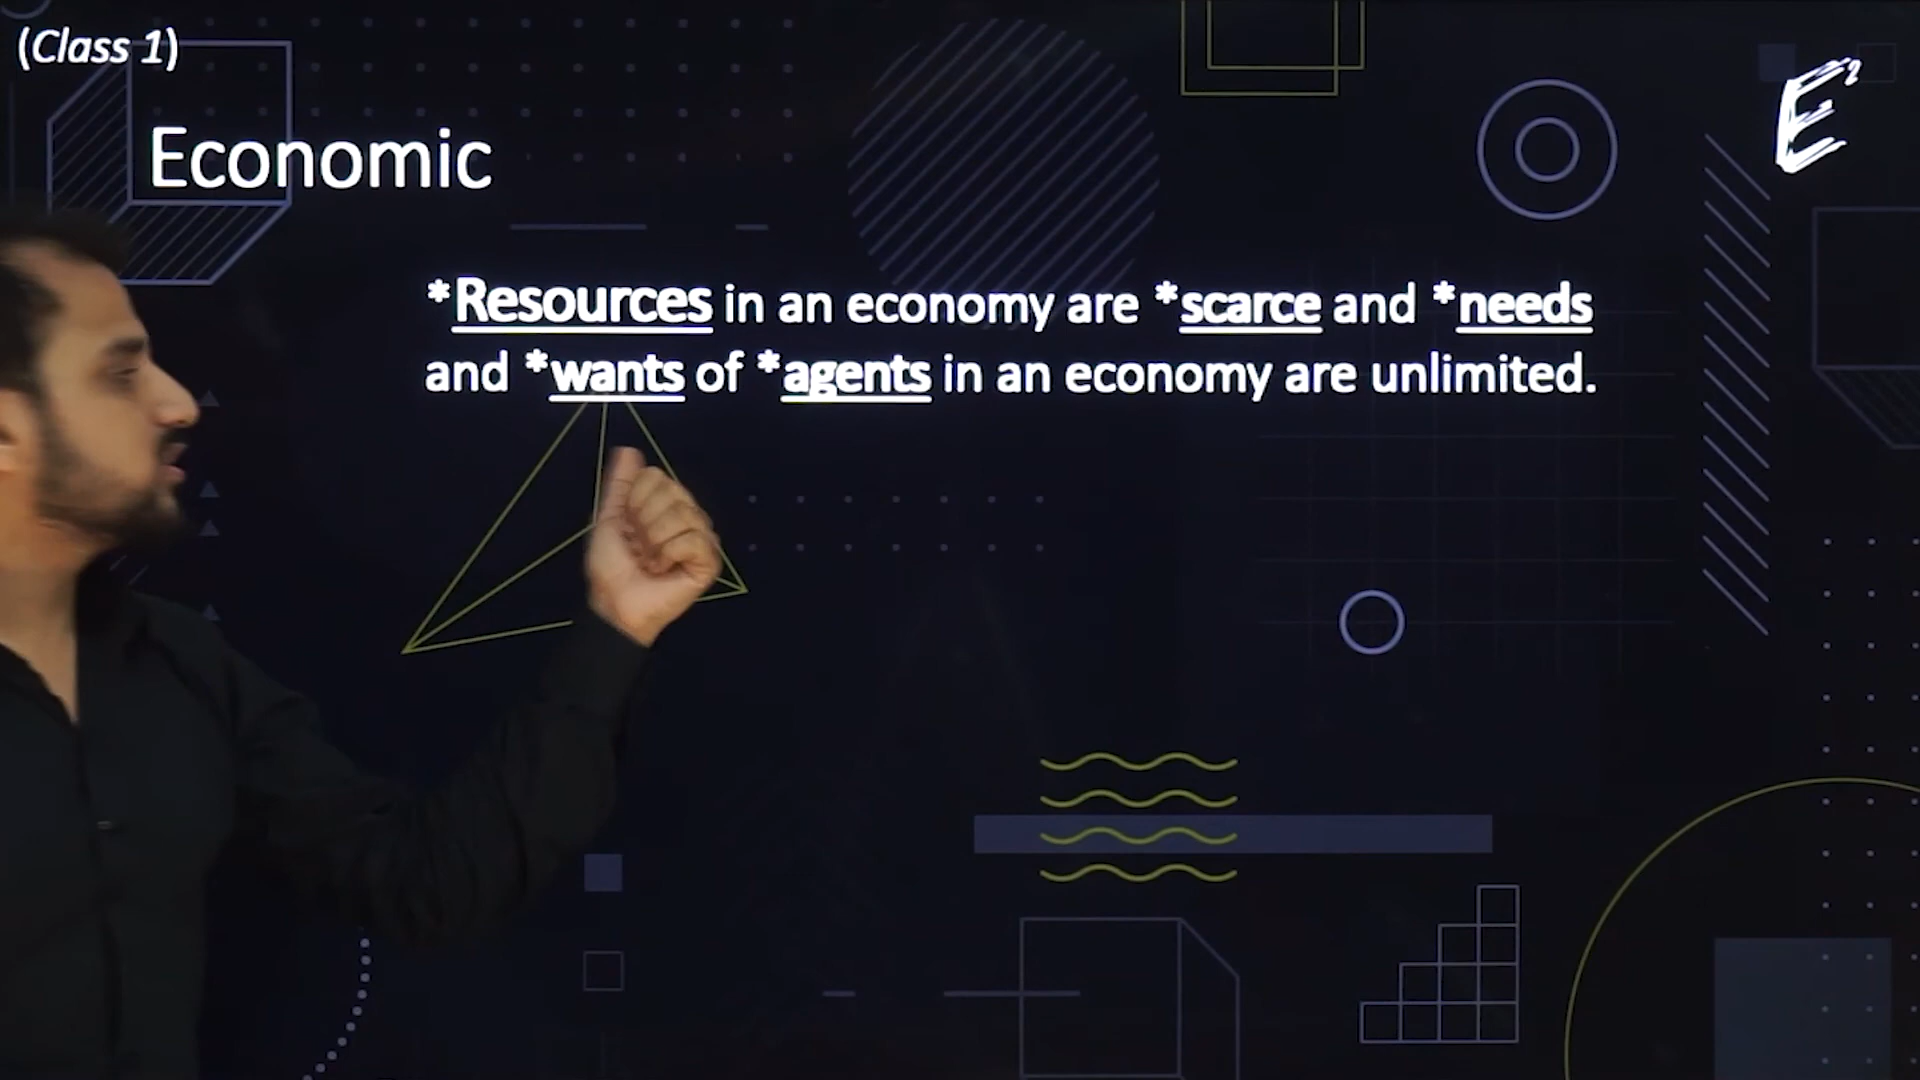 (Class 1)
E²
Economic
*Resources in an economy are *scarce and *needs
and *wants of *agents in an economy are unlimited.